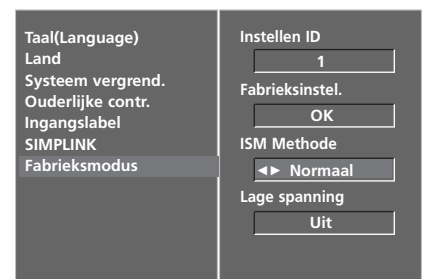 Taal(Language)
Land
Systeem vergrend.
Ouderlijke contr.
Ingangslabel
SIMPLINK
Fabrieksmodus
Instellen ID
1
Fabrieksinstel.
OK
ISM Methode
◄► Normaal
Lage spanning
Uit